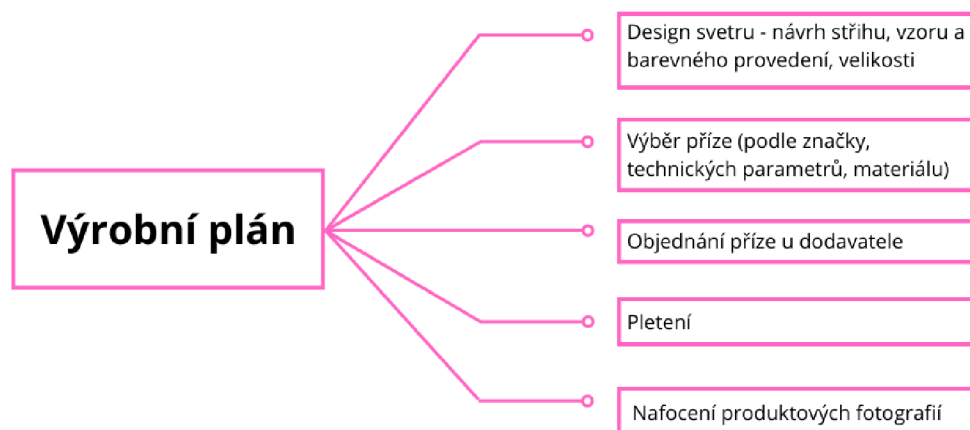 Design svetru - návrh střihu, vzoru a
barevného provedení, velikosti
Výběr příze (podle značky,
technických parametrů, materiálu)
Výrobní plán
Objednání příze u dodavatele
Pletení
Nafocení produktových fotografií